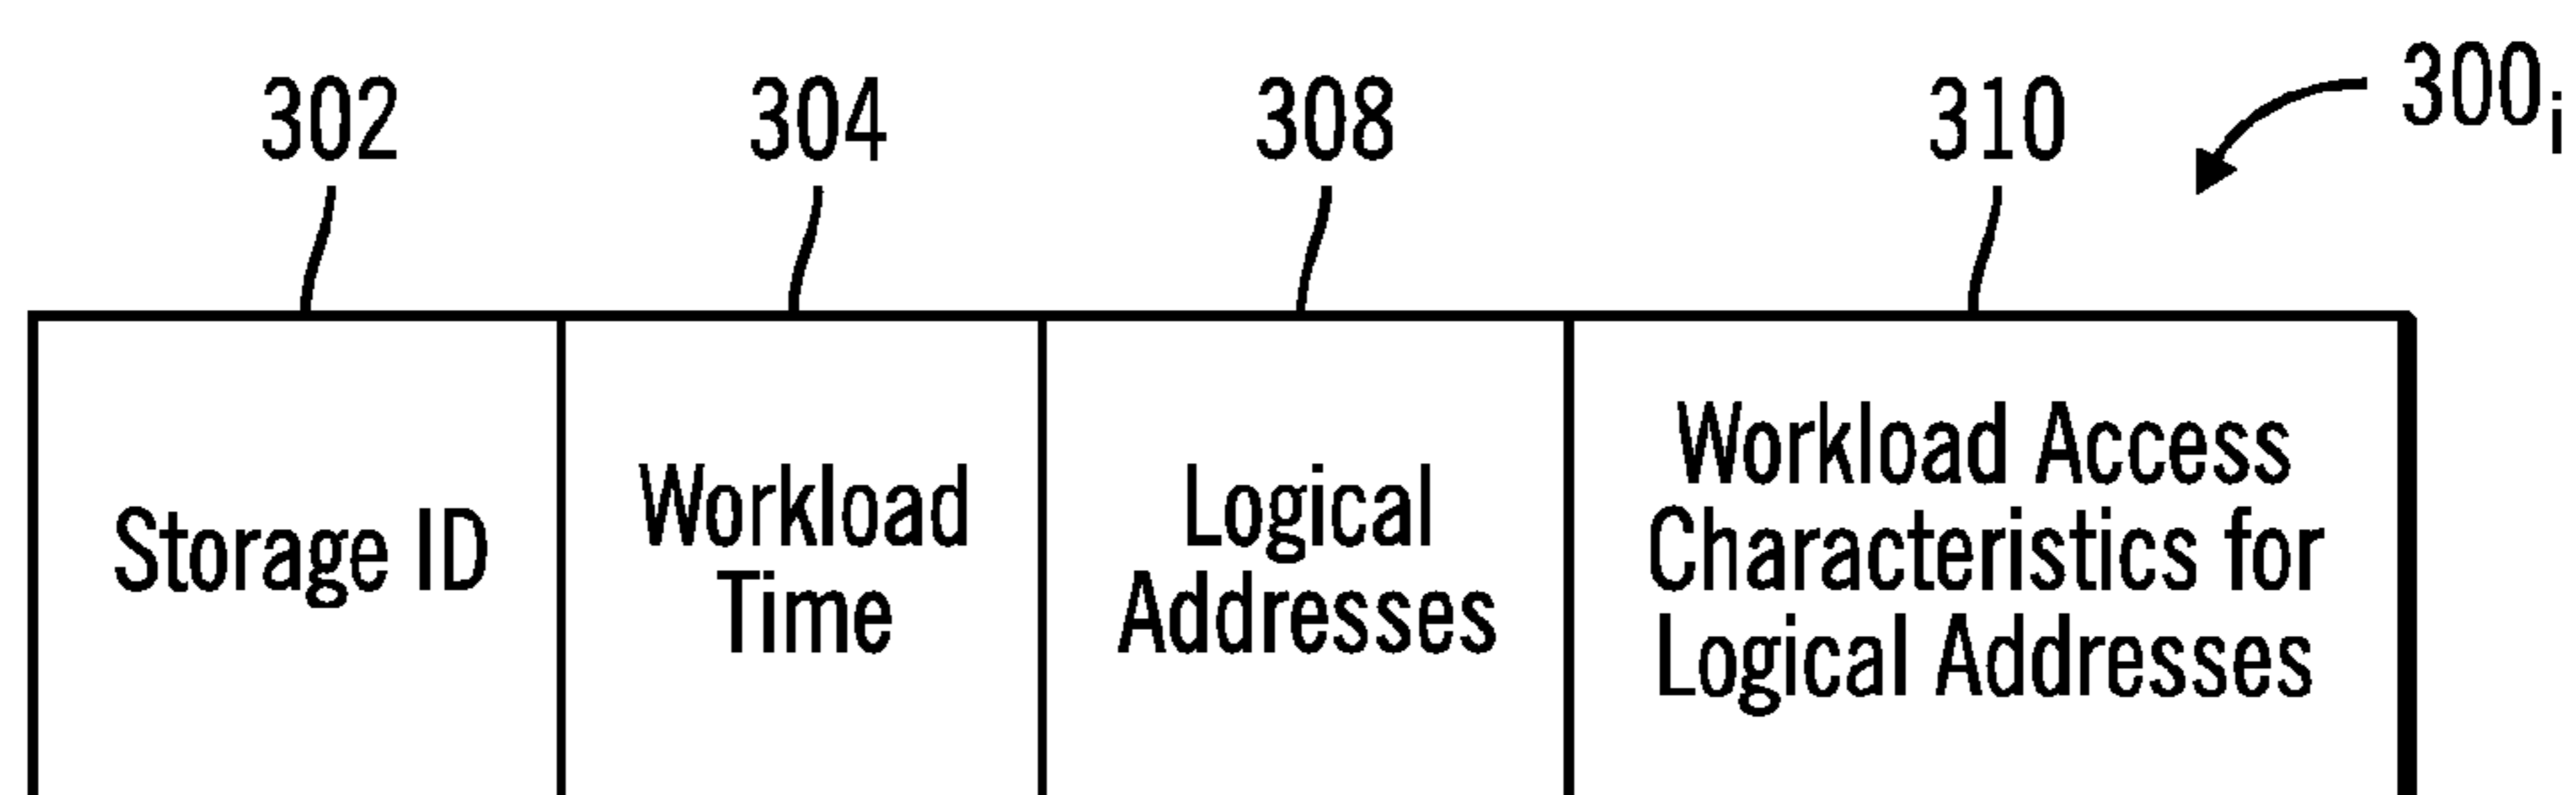 302 304 308 310 300i
Storage ID
Workload
Time
Logical
Addresses
Workload Access
Characteristics for
Logical Addresses